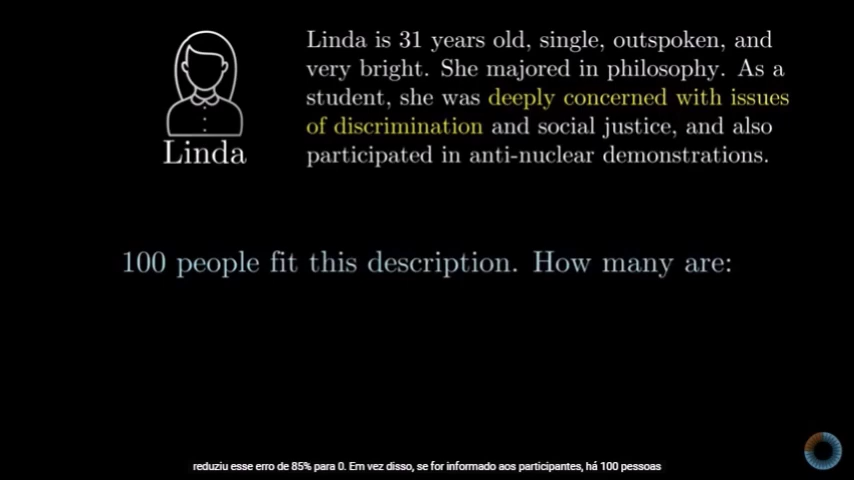 Linda is 31 years old, single, outspoken, and
very bright. She majored in philosophy. As a
student, she was deeply concerned with issues
of discrimination and social justice, and also
participated in anti-nuclear demonstrations.
Linda
100 people fit this description. How many are:
reduziu esse erro de 85% para 0. Em vez disso, se for informado aos participantes, há 100 pessoas